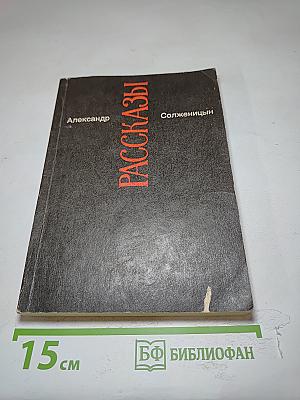 Александр
РАССКАЗЫ
Солженицын
15 см
БФ БИБЛИОФАН